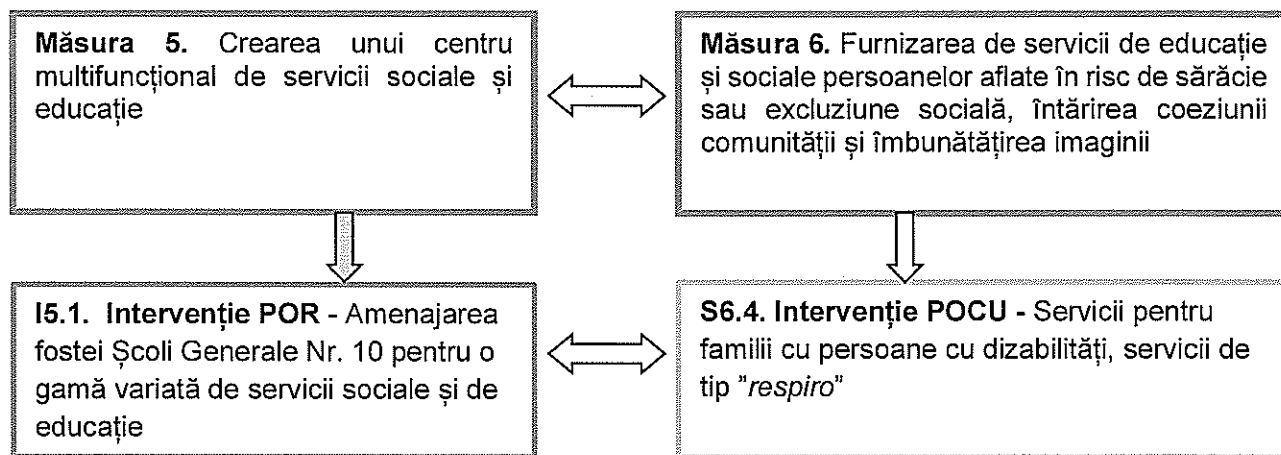 Măsura 5. Crearea unui centru
multifuncțional de servicii sociale și
educație
Măsura 6. Furnizarea de servicii de educație
și sociale persoanelor aflate în risc de sărăcie
sau excluziune socială, întărirea coeziunii
comunității și îmbunătățirea imaginii
I5.1. Intervenție POR - Amenajarea
fostei Școli Generale Nr. 10 pentru o
gamă variată de servicii sociale și de
educație
S6.4. Intervenție POCU - Servicii pentru
familii cu persoane cu dizabilități, servicii de
tip ”respiro”